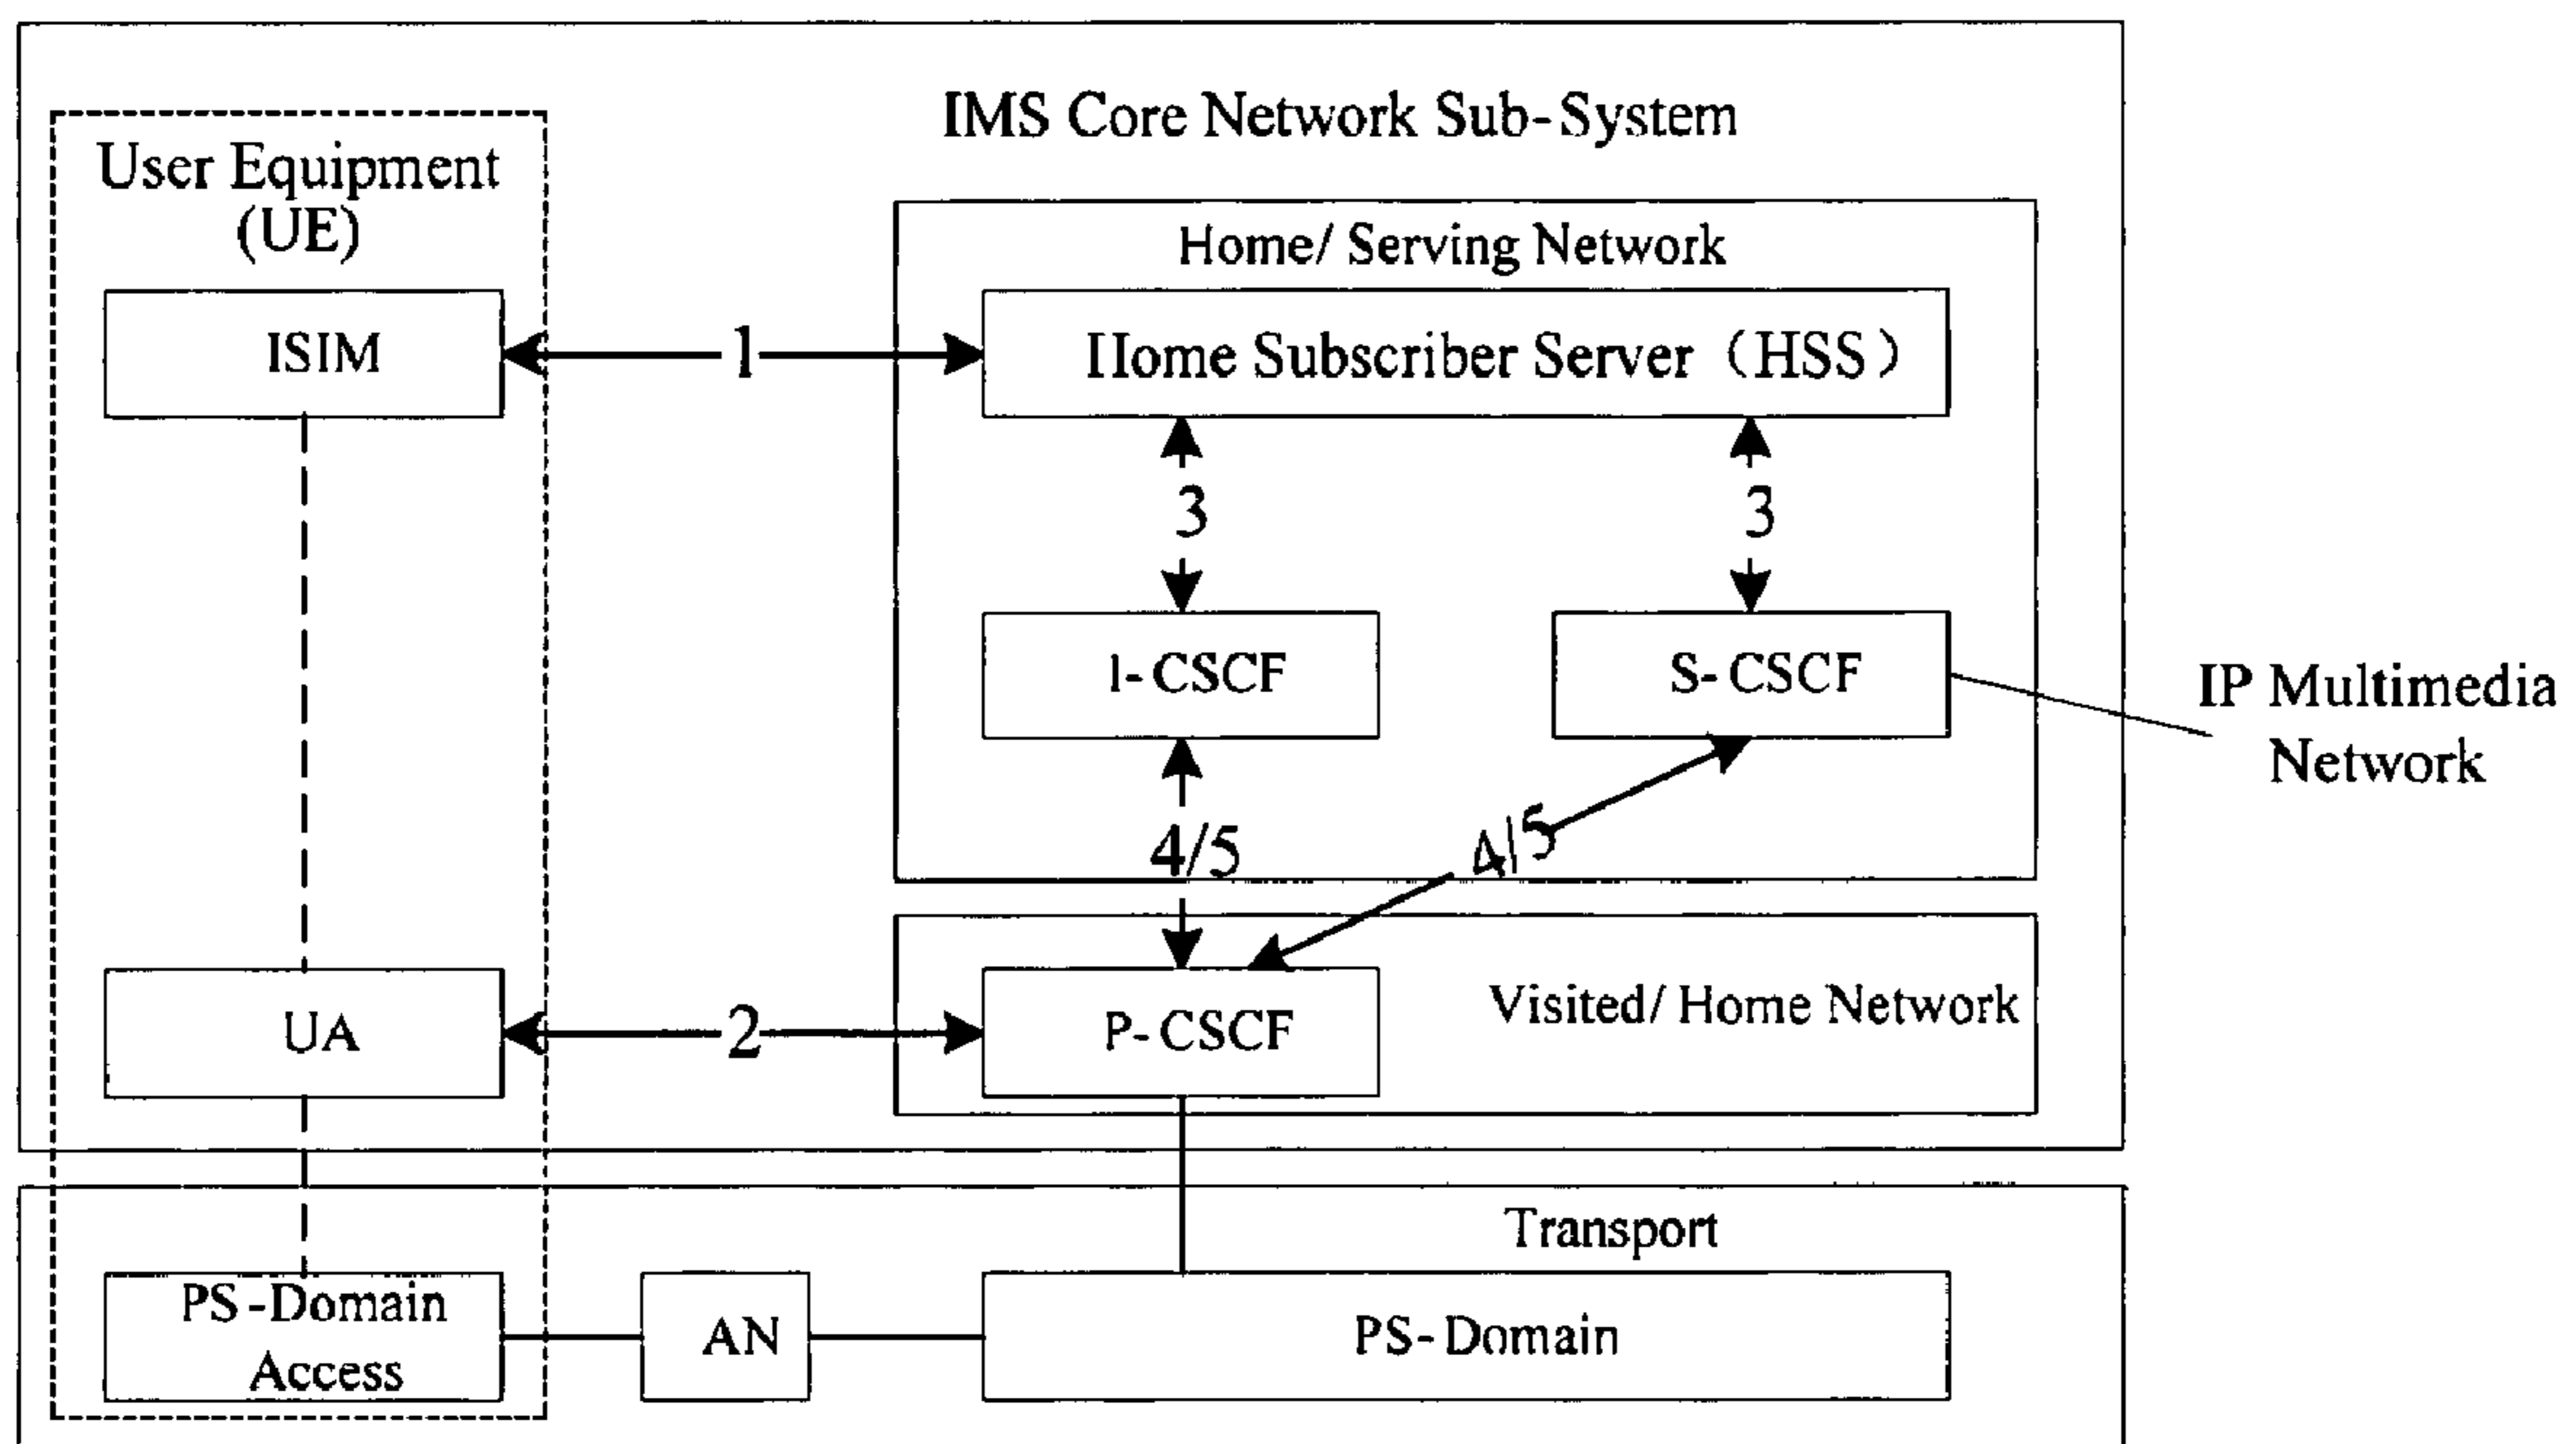 IMS Core Network Sub-System
User Equipment
(UE)
Home/ Serving Network
ISIM
1
Home Subscriber Server（HSS）
3
3
I-CSCF
S-CSCF
IP Multimedia
Network
4/5
4/5
UA
2
P-CSCF
Visited/ Home Network
Transport
PS-Domain
Access
AN
PS-Domain